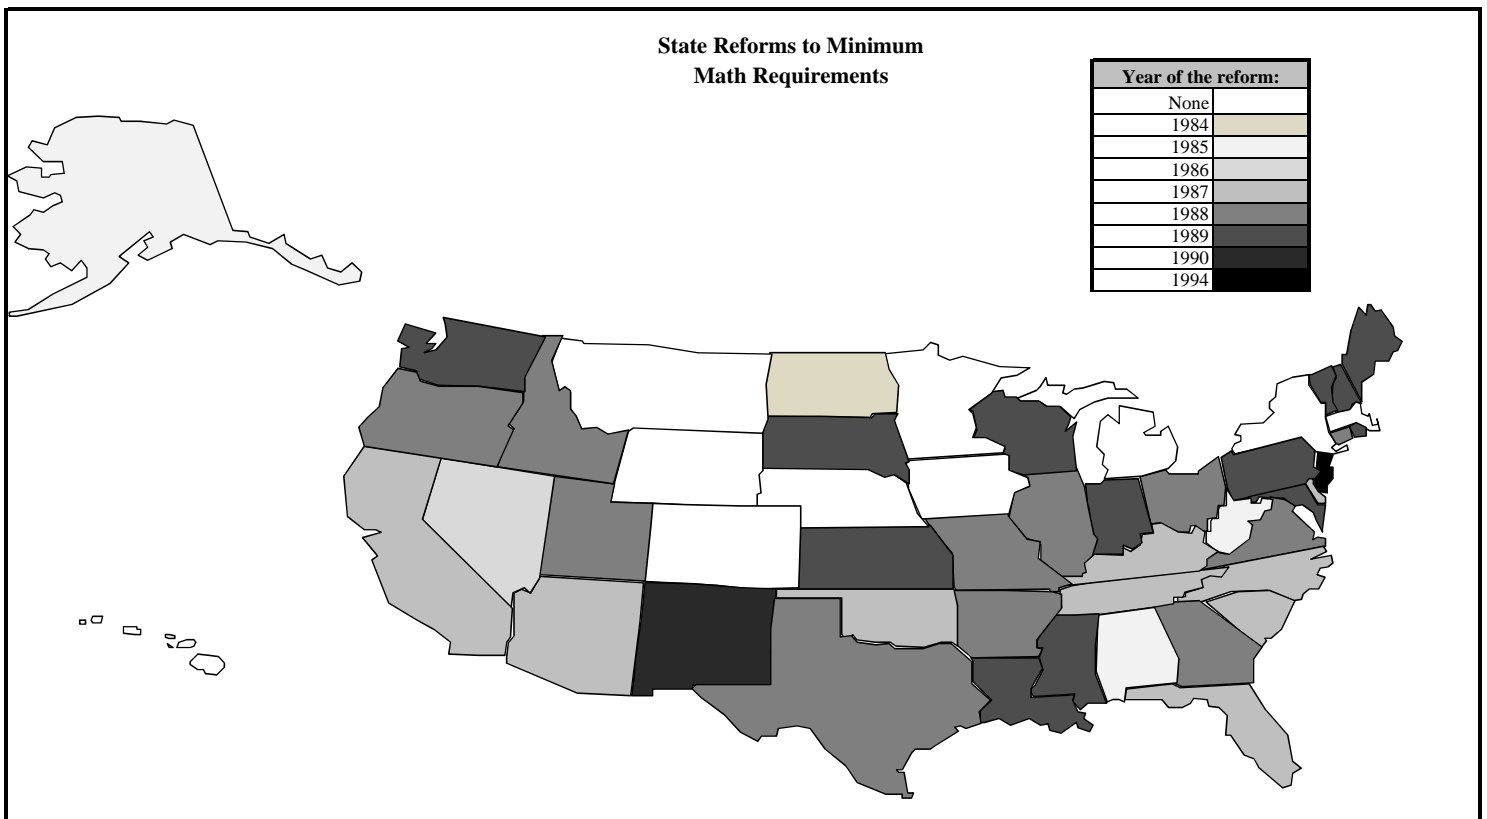 State Reforms to Minimum
Math Requirements
Year of the reform:
None
1984
1985
1986
1987
1988
1989
1990
1994